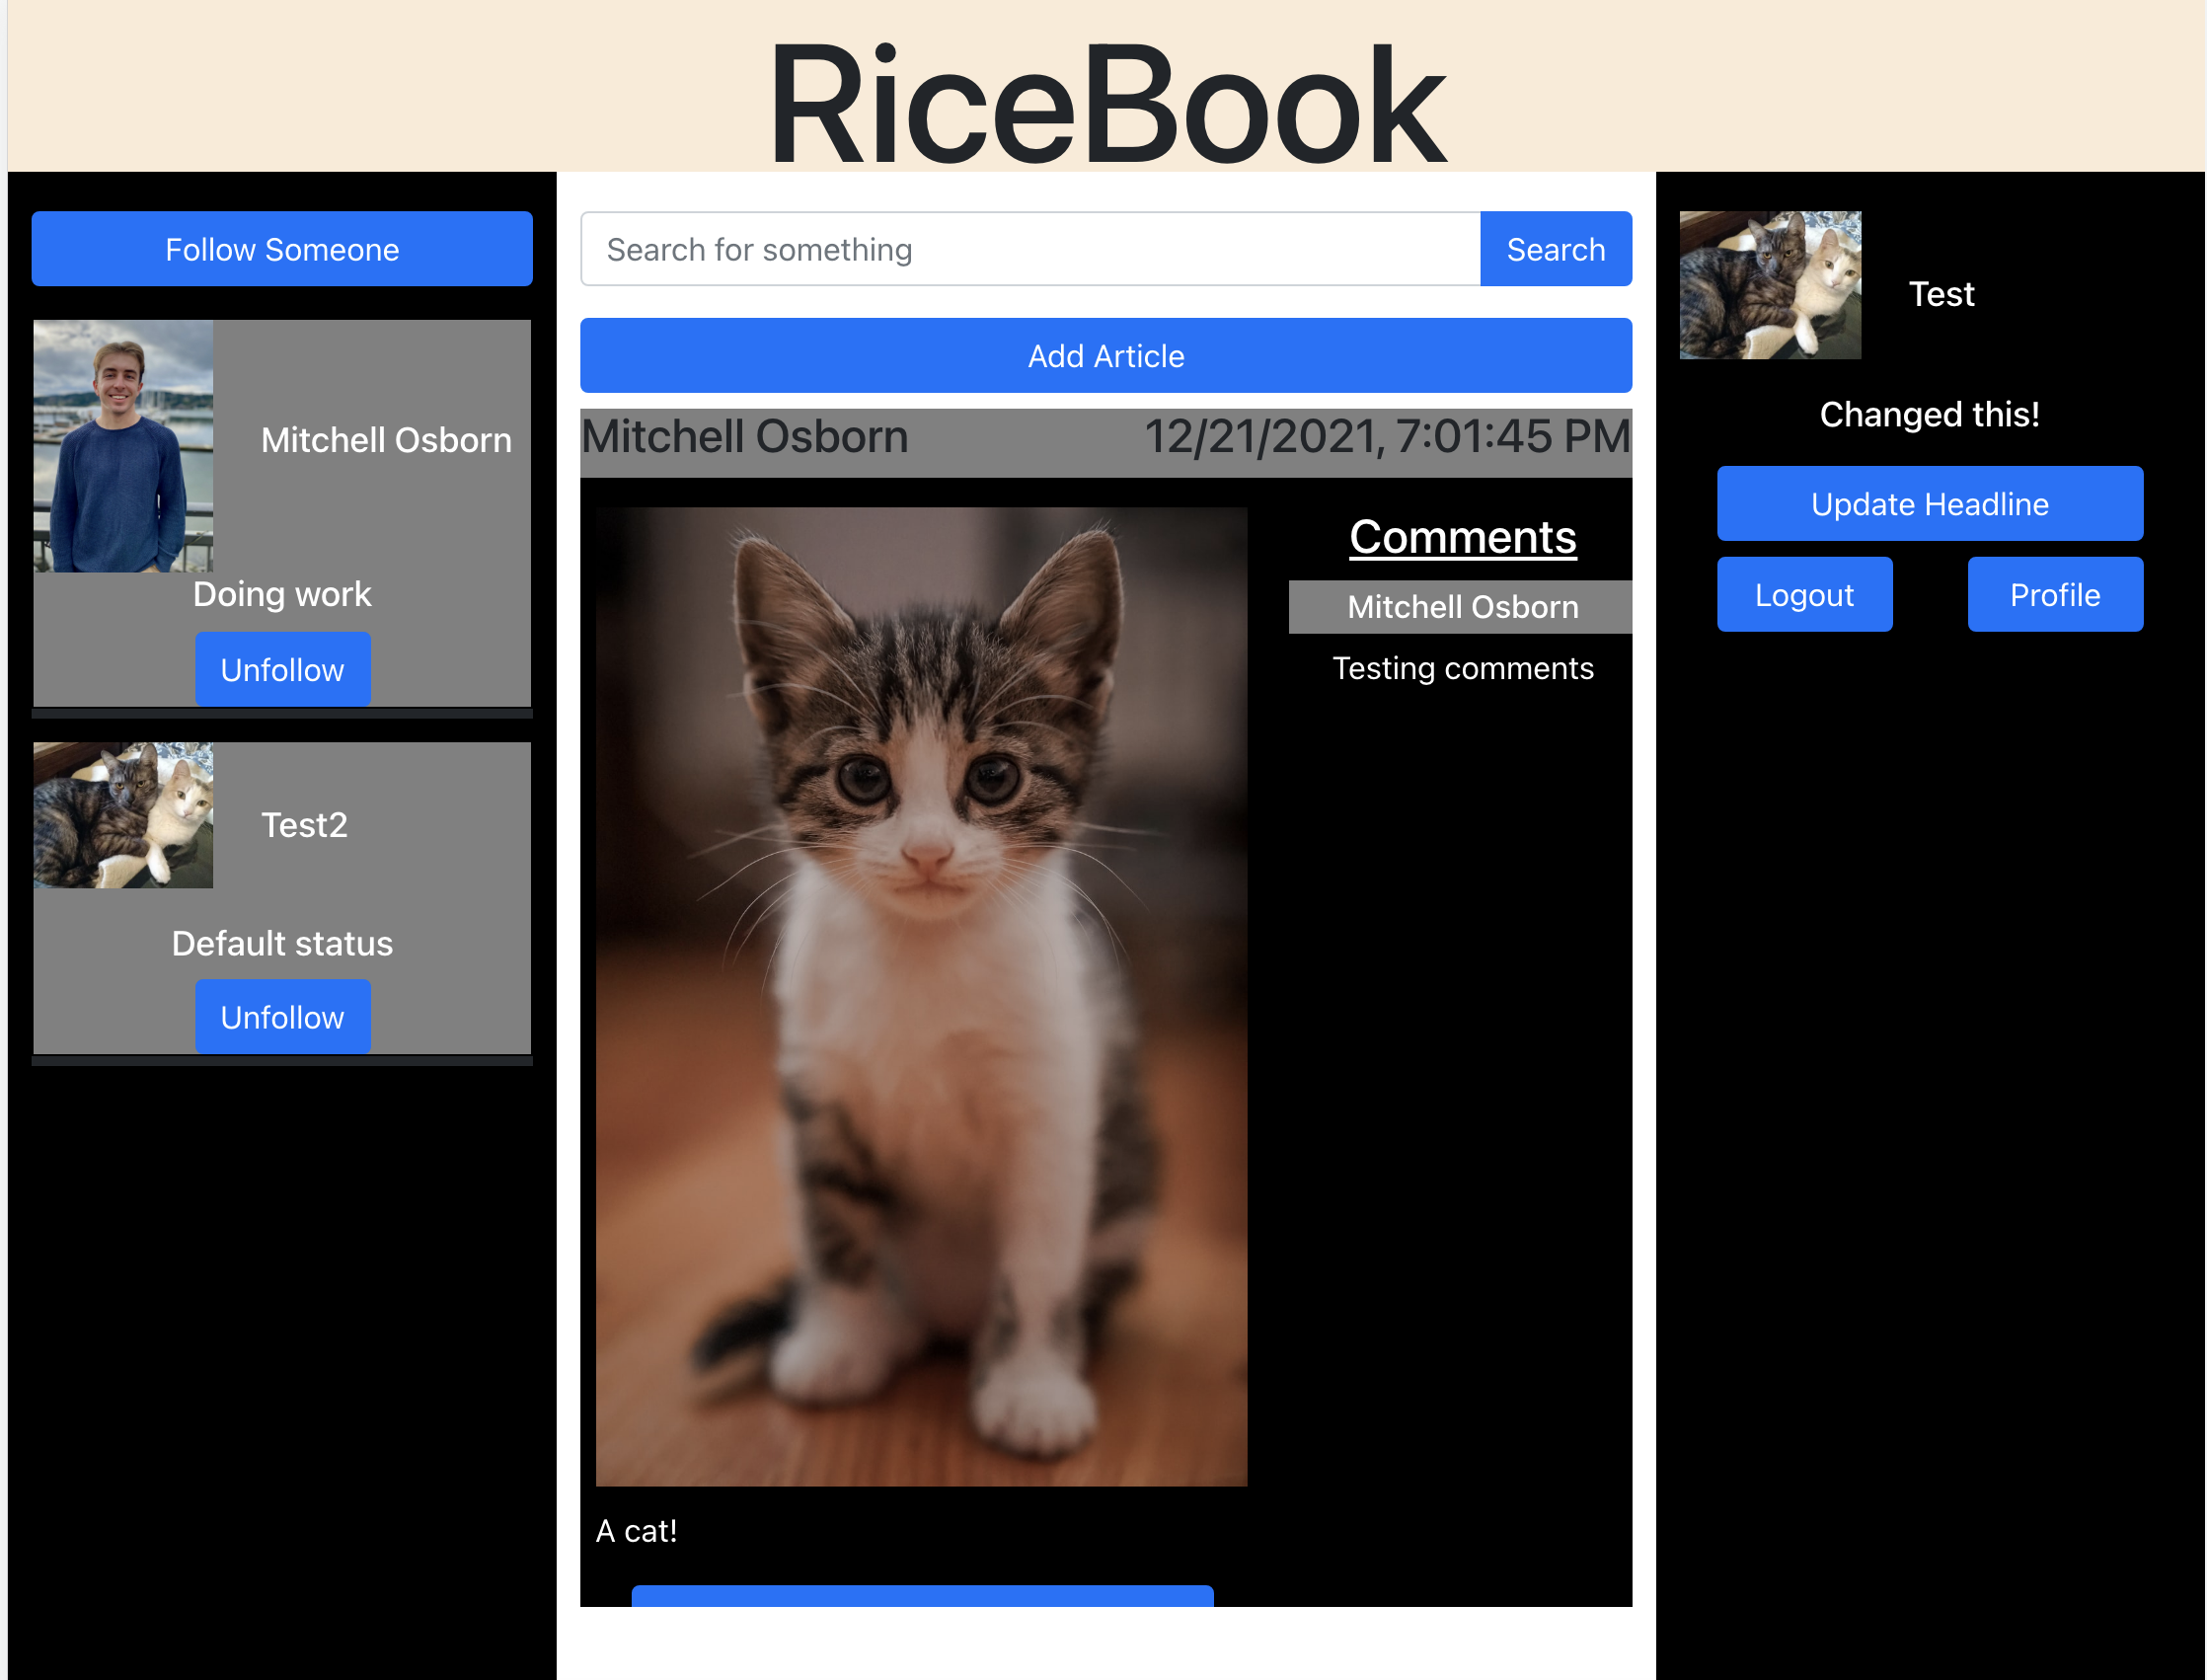 RiceBook
Follow Someone
Mitchell Osborn
Doing work
Unfollow
Test2
Default status
Unfollow
Search for something
Search
Add Article
Mitchell Osborn
12/21/2021, 7:01:45 PM
Comments
Mitchell Osborn
Testing comments
A cat!
Test
Changed this!
Update Headline
Logout
Profile